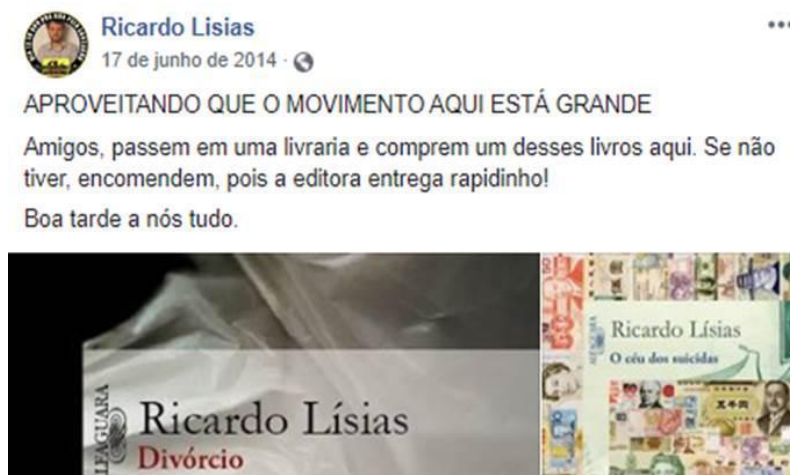 Ricardo Lisias
17 de junho de 2014
APROVEITANDO QUE O MOVIMENTO AQUI ESTÁ GRANDE
Amigos, passem em uma livraria e comprem um desses livros aqui. Se não
tiver, encomendem, pois a editora entrega rapidinho!
Boa tarde a nós tudo.
ALFAGUARA
Ricardo Lísias
Divórcio
ALFAGUARA
Ricardo Lísias
O céu dos suicidas